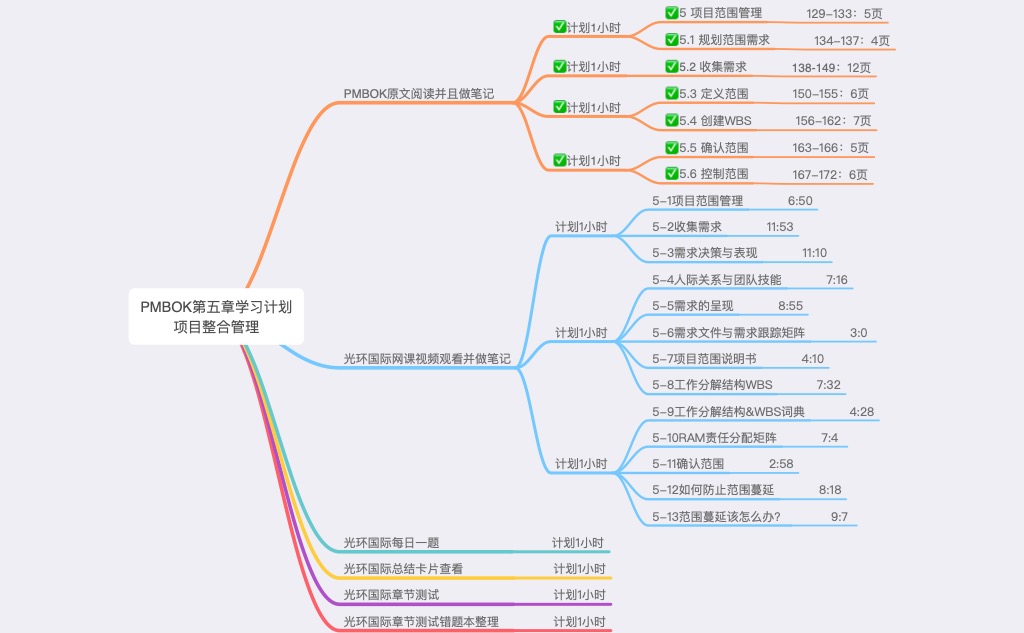 PMBOK第五章学习计划
项目整合管理
PMBOK原文阅读并且做笔记
✅计划1小时
✅5 项目范围管理 129-133：5页
✅5.1 规划范围需求 134-137：4页
✅计划1小时
✅5.2 收集需求 138-149：12页
✅计划1小时
✅5.3 定义范围 150-155：6页
✅5.4 创建WBS 156-162：7页
✅计划1小时
✅5.5 确认范围 163-166：5页
✅5.6 控制范围 167-172：6页
光环国际网课视频观看并做笔记
计划1小时
5-1项目范围管理 6:50
5-2收集需求 11:53
5-3需求决策与表现 11:10
计划1小时
5-4人际关系与团队技能 7:16
5-5需求的呈现 8:55
5-6需求文件与需求跟踪矩阵 3:0
5-7项目范围说明书 4:10
5-8工作分解结构WBS 7:32
计划1小时
5-9工作分解结构&WBS词典 4:28
5-10RAM责任分配矩阵 7:4
5-11确认范围 2:58
5-12如何防止范围蔓延 8:18
5-13范围蔓延该怎么办? 9:7
光环国际每日一题 计划1小时
光环国际总结卡片查看 计划1小时
光环国际章节测试 计划1小时
光环国际章节测试错题本整理 计划1小时